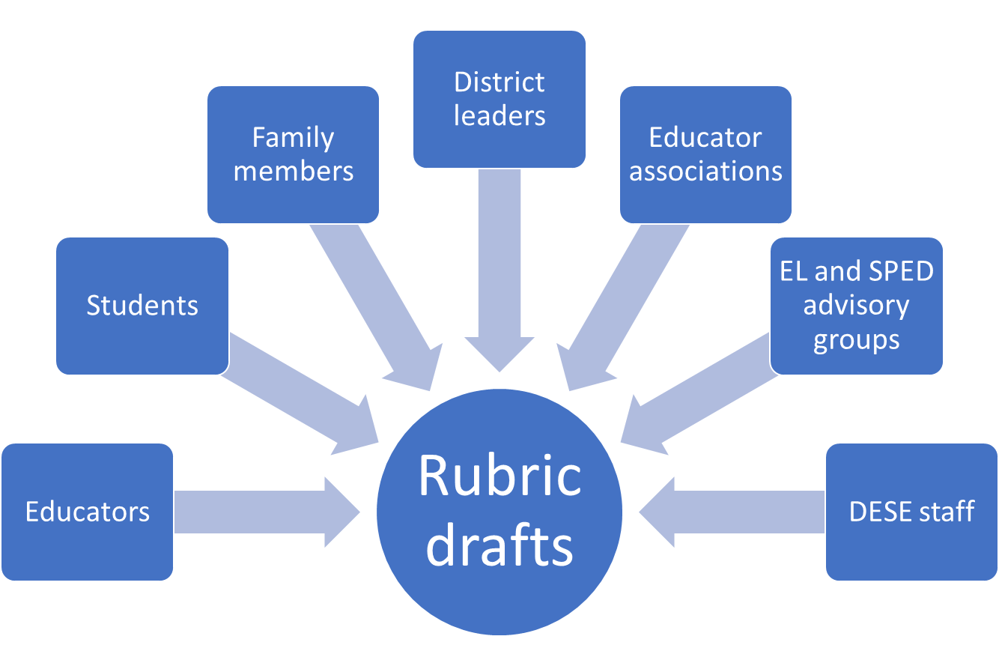 District
leaders
Family
members
Educator
associations
Students
EL and SPED
advisory
groups
Educators
Rubric
drafts
DESE staff